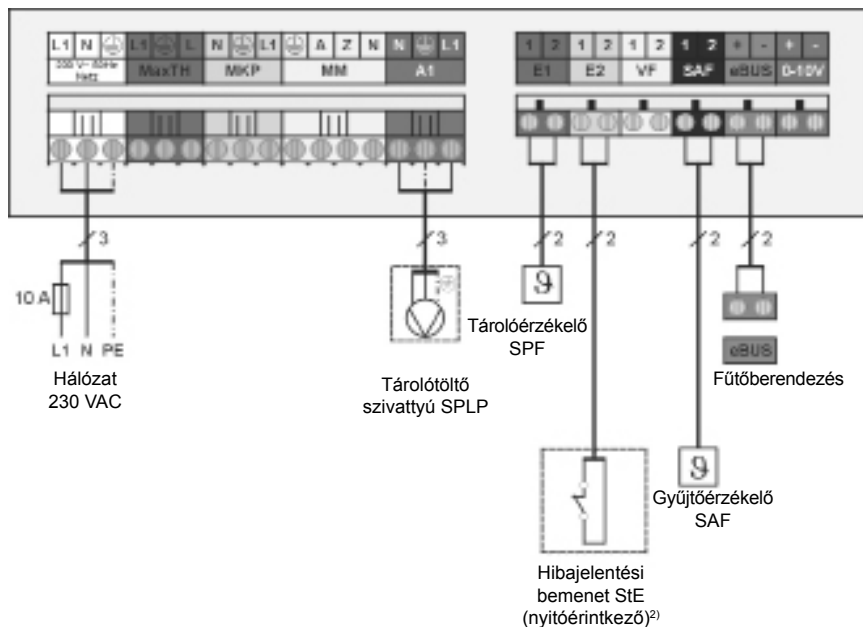 L1 N L1 L N L1 A Z N N L1 1 2 1 2 1 2 1 2 + - + -
230 V~ 50Hz MaxTH MKP MM A1 E1 E2 VF SAF eBUS 0-10V
Netz
3 3 2 2 2 2
10 A
L1 N PE
Hálózat
230 VAC
Tárolótöltő
szivattyú SPLP
ϑ
Tárolóérzékelő
SPF
eBUS
Fűtőberendezés
ϑ
Gyűjtőérzékelő
SAF
Hibajelentési
bemenet StE
(nyitóérintkező)²⁾